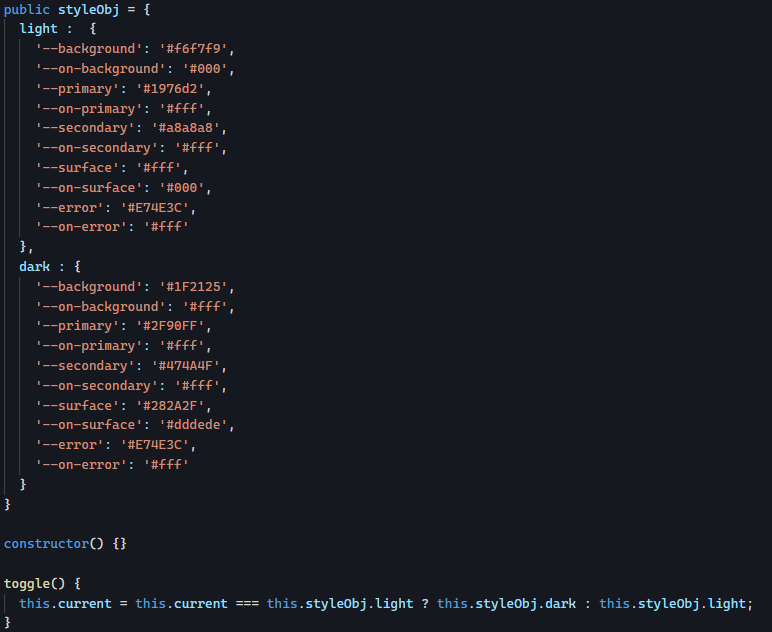 public styleObj = {
  light :  {
    '--background': '#f6f7f9',
    '--on-background': '#000',
    '--primary': '#1976d2',
    '--on-primary': '#fff',
    '--secondary': '#a8a8a8',
    '--on-secondary': '#fff',
    '--surface': '#fff',
    '--on-surface': '#000',
    '--error': '#E74E3C',
    '--on-error': '#fff'
  },
  dark : {
    '--background': '#1F2125',
    '--on-background': '#fff',
    '--primary': '#2F90FF',
    '--on-primary': '#fff',
    '--secondary': '#474A4F',
    '--on-secondary': '#fff',
    '--surface': '#282A2F',
    '--on-surface': '#dddede',
    '--error': '#E74E3C',
    '--on-error': '#fff'
  }
}

constructor() {}

toggle() {
  this.current = this.current === this.styleObj.light ? this.styleObj.dark : this.styleObj.light;
}